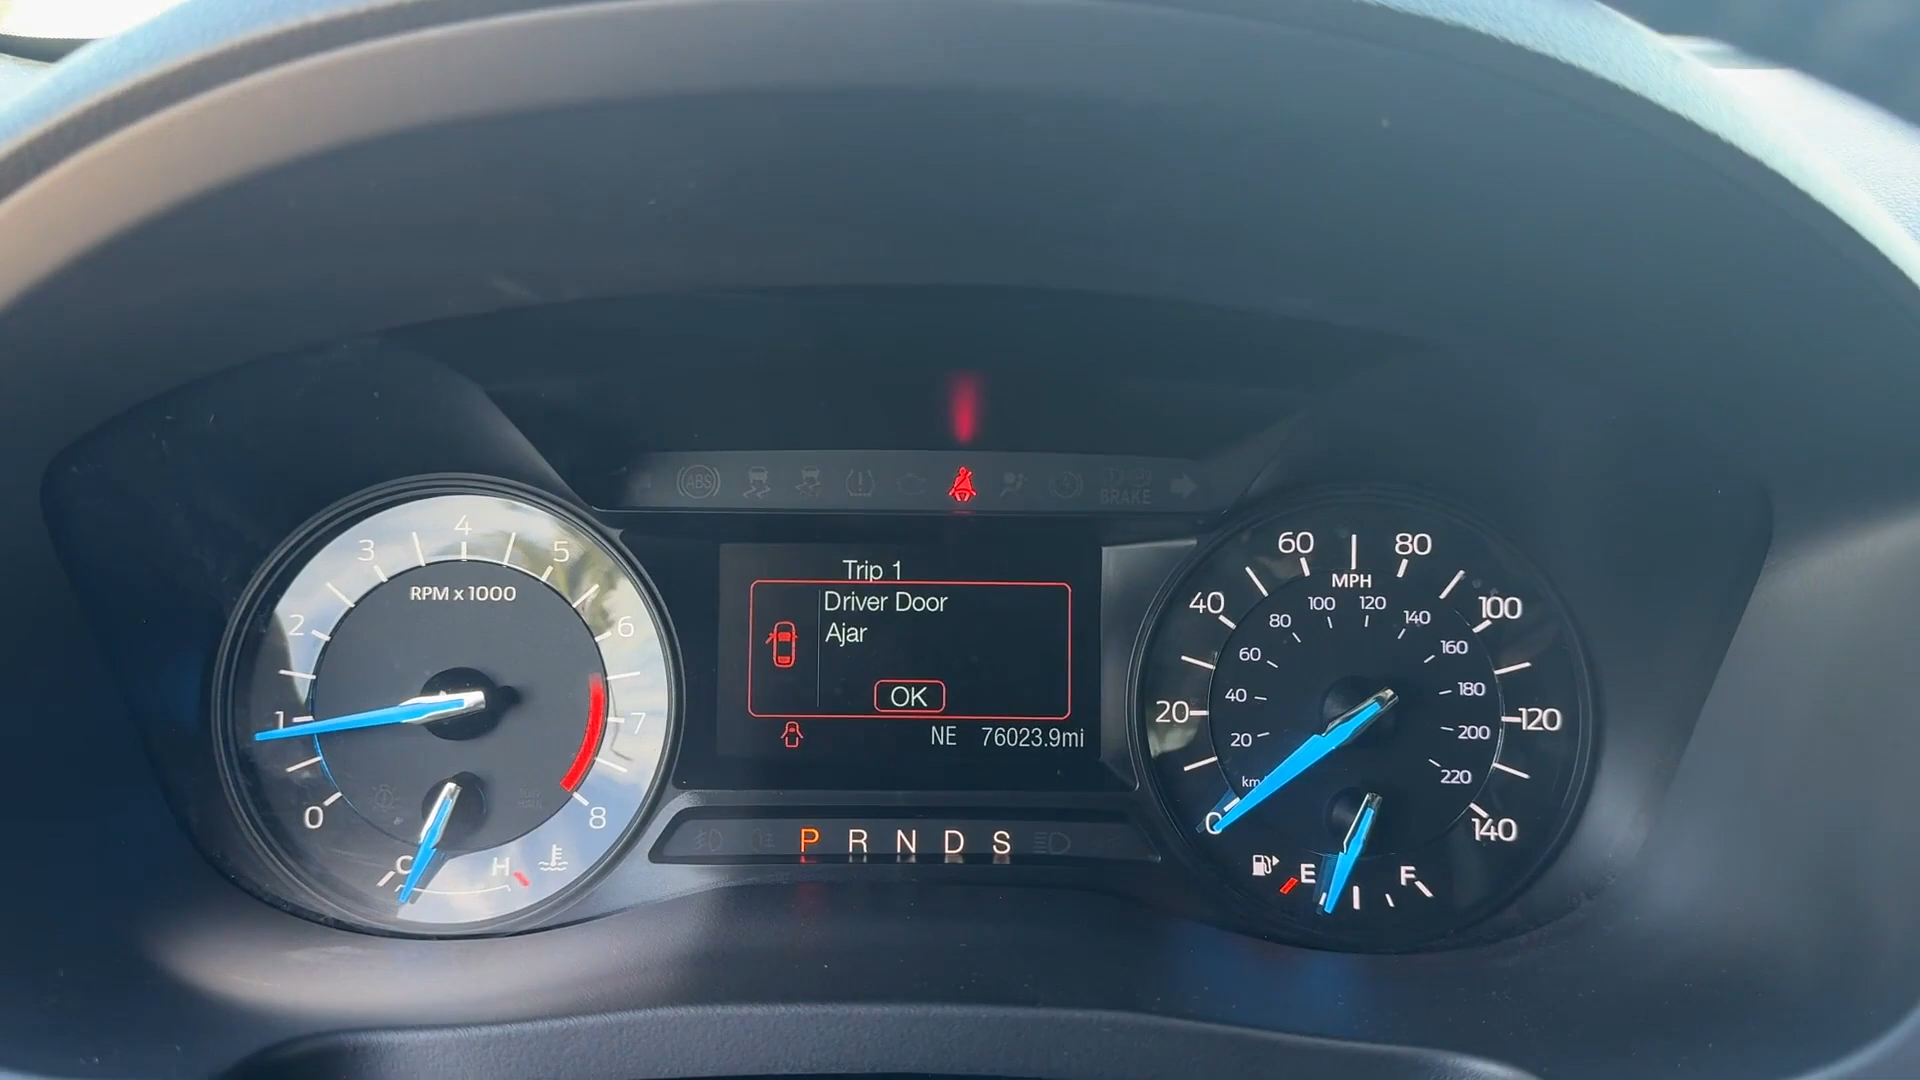 ABS
BRAKE
0
1
2
3
4
5
6
7
8
RPM x 1000
C
H
Trip 1
Driver Door
Ajar
OK
NE 76023.9mi
P R N D S
0
20
40
60
80
100
120
140
MPH
20
40
60
80
100
120
140
160
180
200
220
E
F